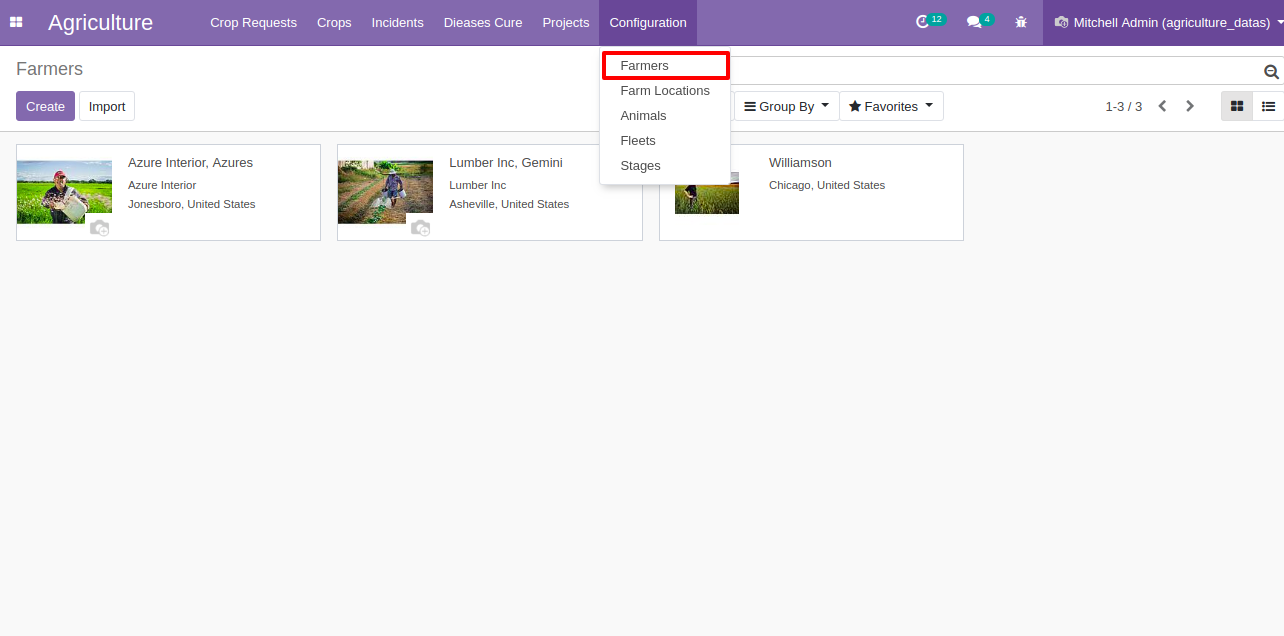 Agriculture Crop Requests Crops Incidents Dieases Cure Projects Configuration 12 4 Mitchell Admin (agriculture_datas)
Farmers
Farmers
Farm Locations
Animals
Fleets
Stages
Create Import
Group By Favorites
1-3 / 3
Azure Interior, Azures
Azure Interior
Jonesboro, United States
Lumber Inc, Gemini
Lumber Inc
Asheville, United States
Williamson
Chicago, United States